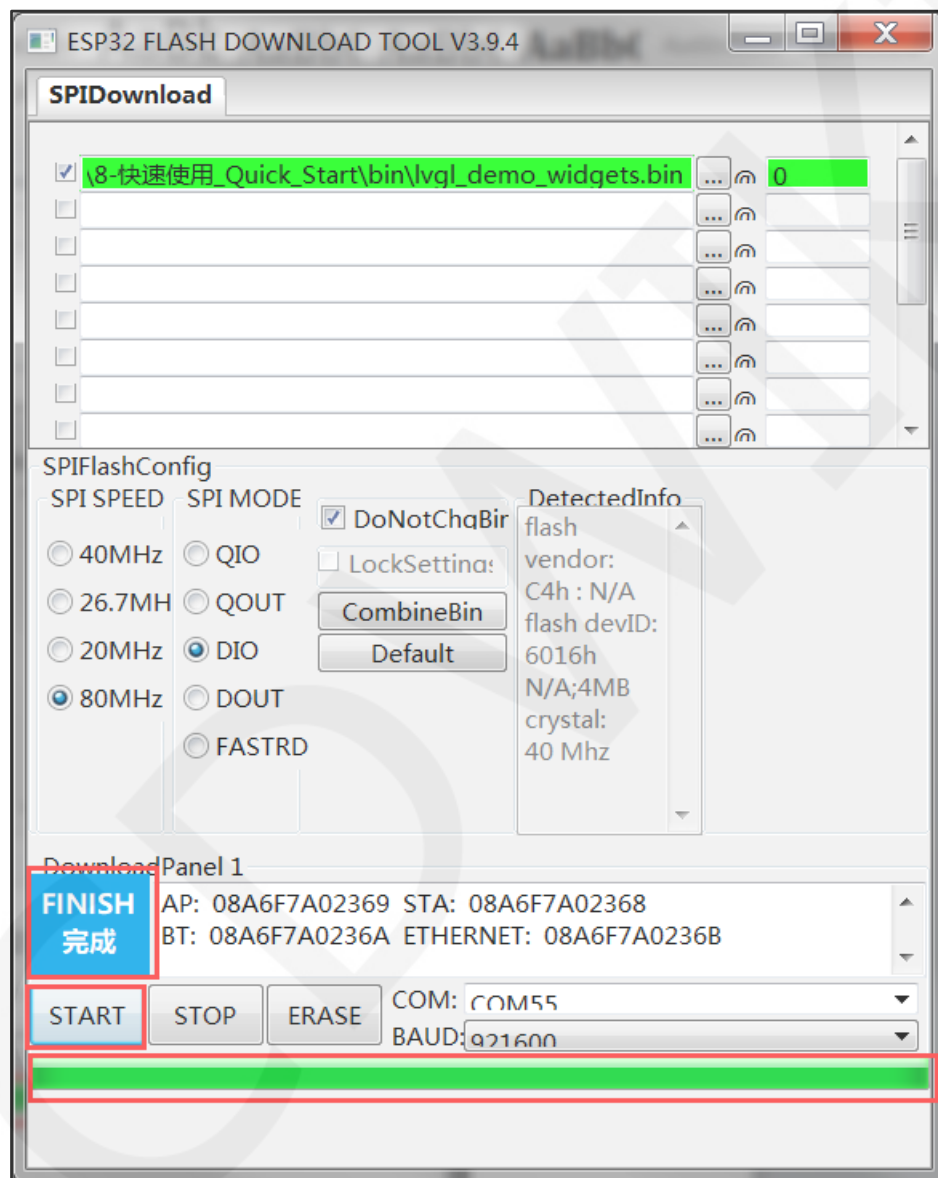 ESP32 FLASH DOWNLOAD TOOL V3.9.4
SPIDownload
\8-快速使用_Quick_Start\bin\lvgl_demo_widgets.bin ... @ 0
... @
... @
... @
... @
... @
... @
... @
SPIFlashConfig
SPI SPEED SPI MODE DetectedInfo
40MHz
26.7MH
20MHz
80MHz
QIO
QOUT
DIO
DOUT
FASTRD
DoNotChgBin
LockSettings
CombineBin
Default
flash
vendor:
C4h : N/A
flash devID:
6016h
N/A;4MB
crystal:
40 Mhz
DownloadPanel 1
FINISH
完成
AP: 08A6F7A02369 STA: 08A6F7A02368
BT: 08A6F7A0236A ETHERNET: 08A6F7A0236B
START STOP ERASE
COM: COM55
BAUD: 921600